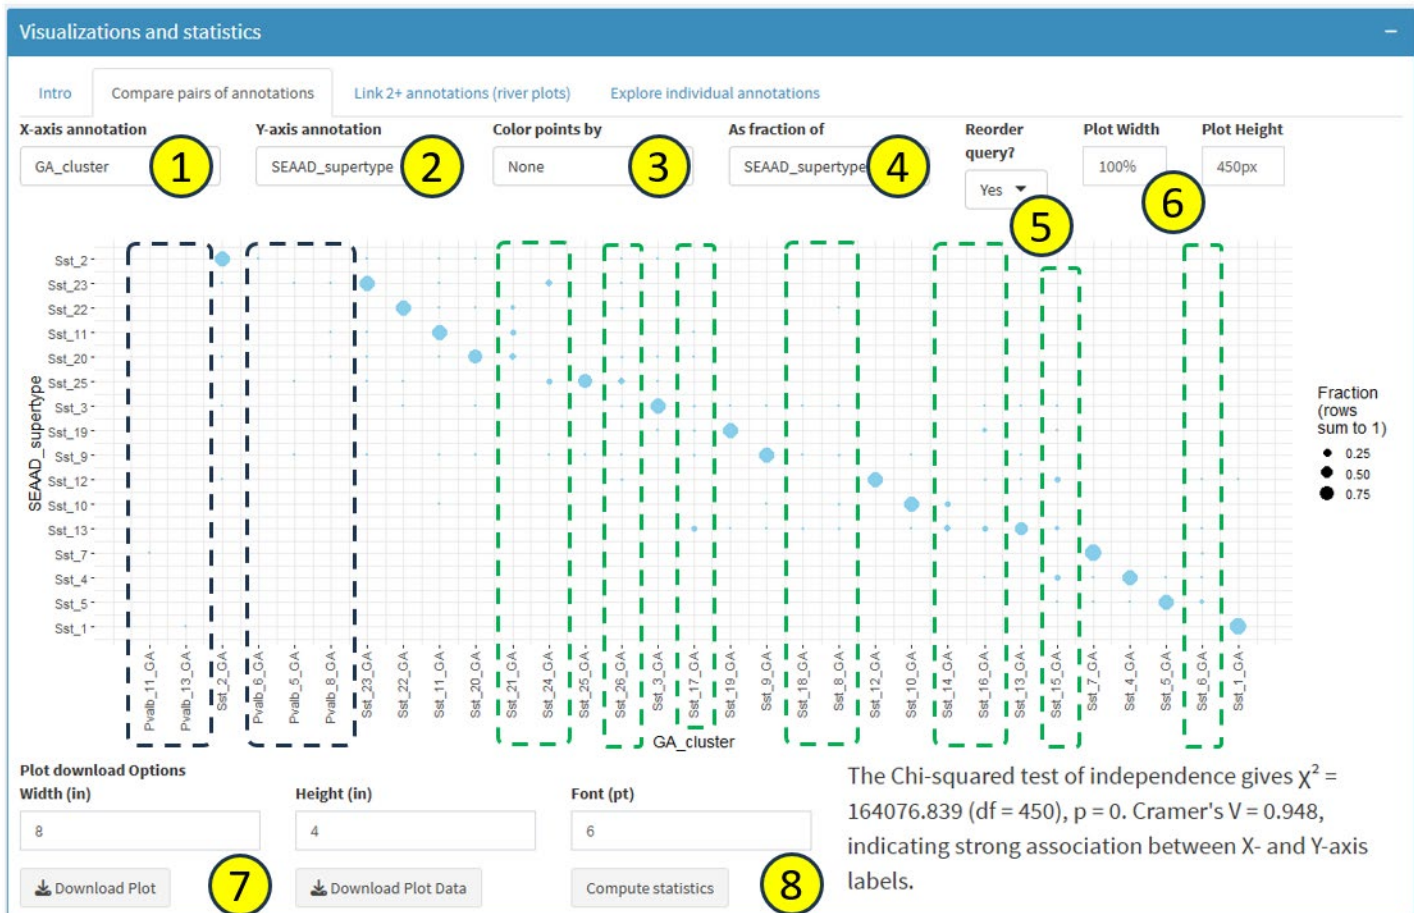 Visualizations and statistics
Intro
Compare pairs of annotations
Link 2+ annotations (river plots)
Explore individual annotations
X-axis annotation
Y-axis annotation
Color points by
As fraction of
Reorder
query?
Plot Width
Plot Height
GA_cluster
1
SEAAD_supertype
2
None
3
SEAAD_supertype
4
Yes
5
100%
6
450px
SEAAD_supertype
Sst_2
Sst_23
Sst_22
Sst_11
Sst_20
Sst_25
Sst_3
Sst_19
Sst_9
Sst_12
Sst_10
Sst_13
Sst_7
Sst_4
Sst_5
Sst_1
Fraction
(rows
sum to 1)
0.25
0.50
0.75
Pvalb_11_GA
Pvalb_13_GA
Sst_2_GA
Pvalb_6_GA
Pvalb_5_GA
Pvalb_8_GA
Sst_23_GA
Sst_22_GA
Sst_11_GA
Sst_20_GA
Sst_21_GA
Sst_24_GA
Sst_25_GA
Sst_26_GA
Sst_3_GA
Sst_17_GA
Sst_19_GA
Sst_9_GA
Sst_18_GA
Sst_8_GA
Sst_12_GA
Sst_10_GA
Sst_14_GA
Sst_16_GA
Sst_13_GA
Sst_15_GA
Sst_7_GA
Sst_4_GA
Sst_5_GA
Sst_6_GA
Sst_1_GA
GA_cluster
Plot download Options
Width (in)
Height (in)
Font (pt)
8
4
6
Download Plot
7
Download Plot Data
Compute statistics
8
The Chi-squared test of independence gives χ² =
164076.839 (df = 450), p = 0. Cramer's V = 0.948,
indicating strong association between X- and Y-axis
labels.